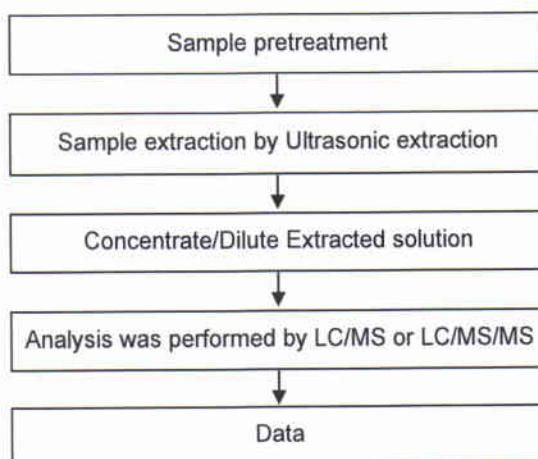 Sample pretreatment
Sample extraction by Ultrasonic extraction
Concentrate/Dilute Extracted solution
Analysis was performed by LC/MS or LC/MS/MS
Data